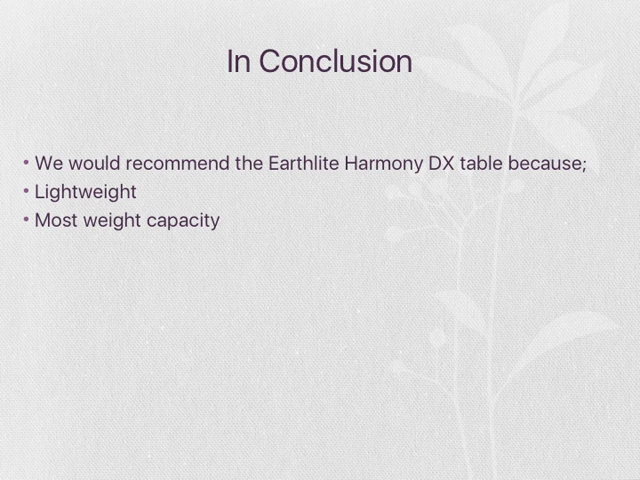 In Conclusion
• We would recommend the Earthlite Harmony DX table because;
• Lightweight
• Most weight capacity